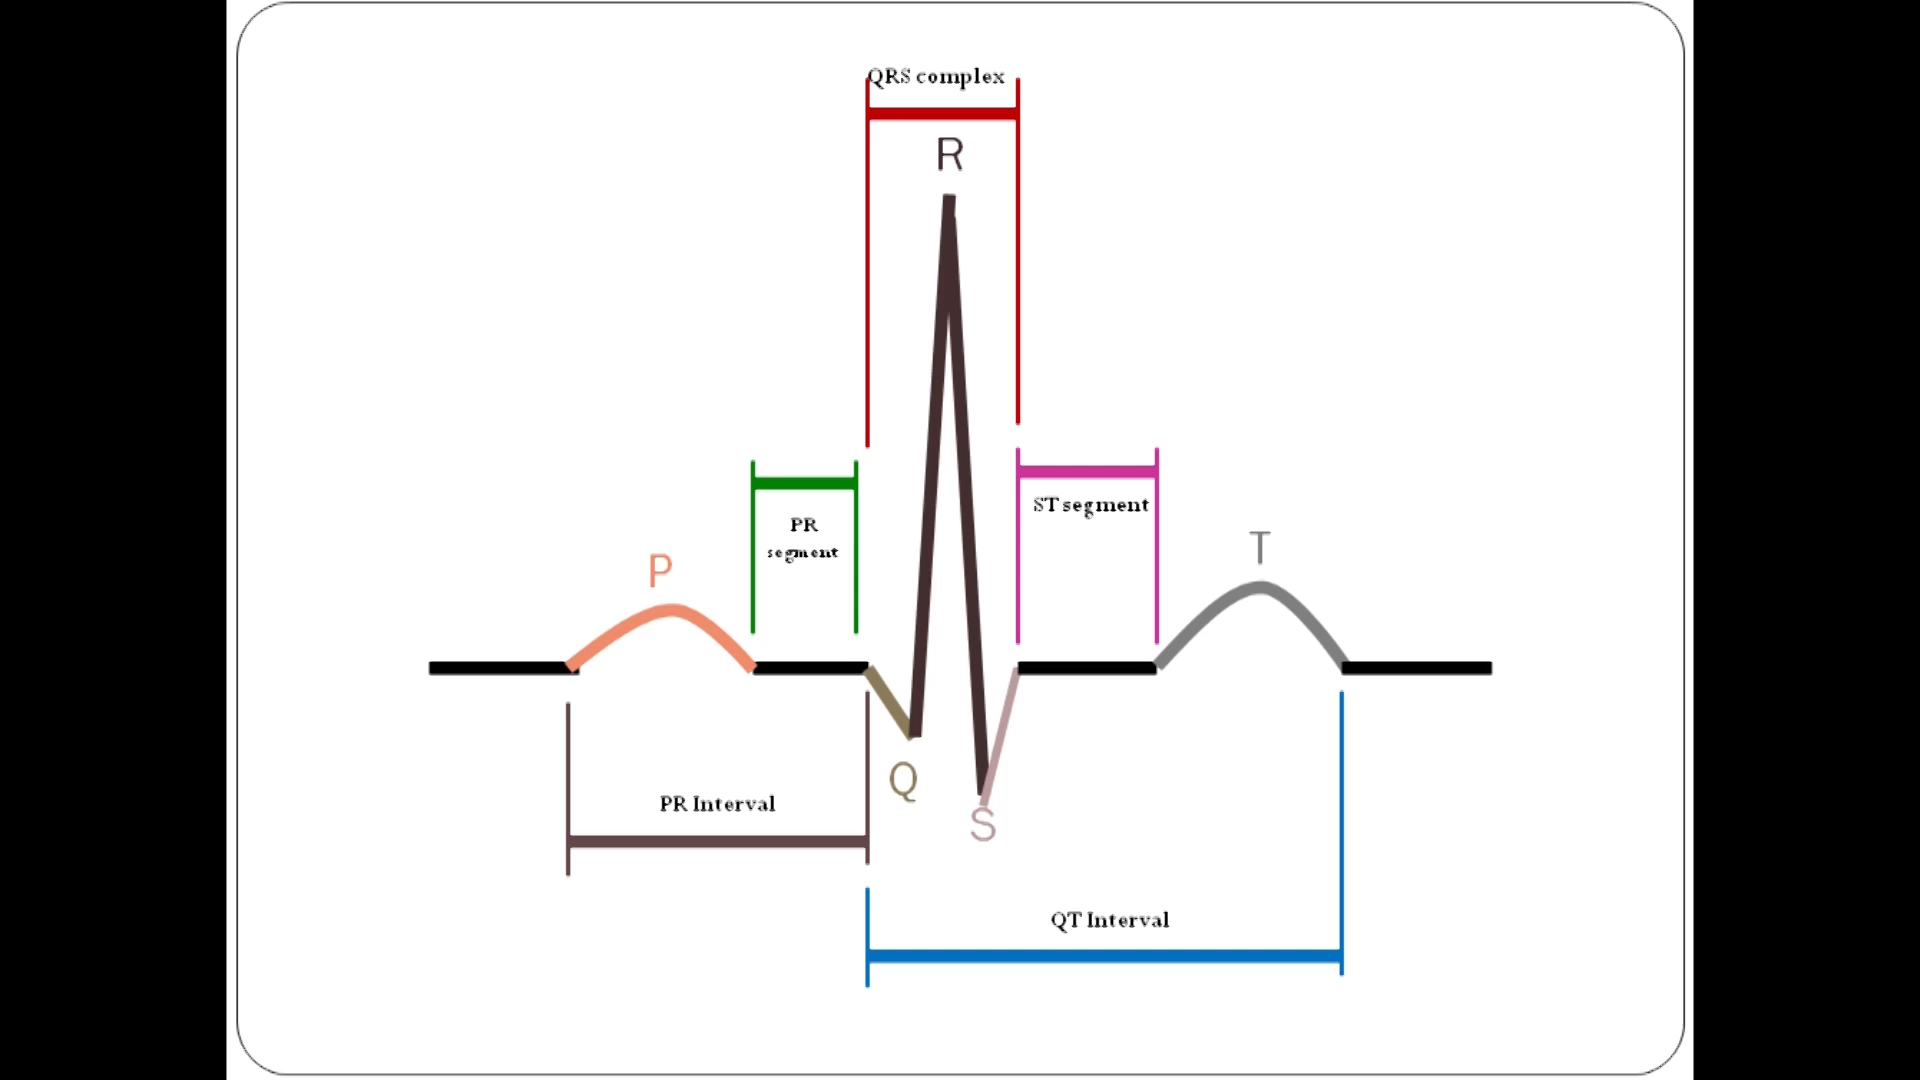 QRS complex
R
PR
segment
ST segment
P
T
Q
S
PR Interval
QT Interval